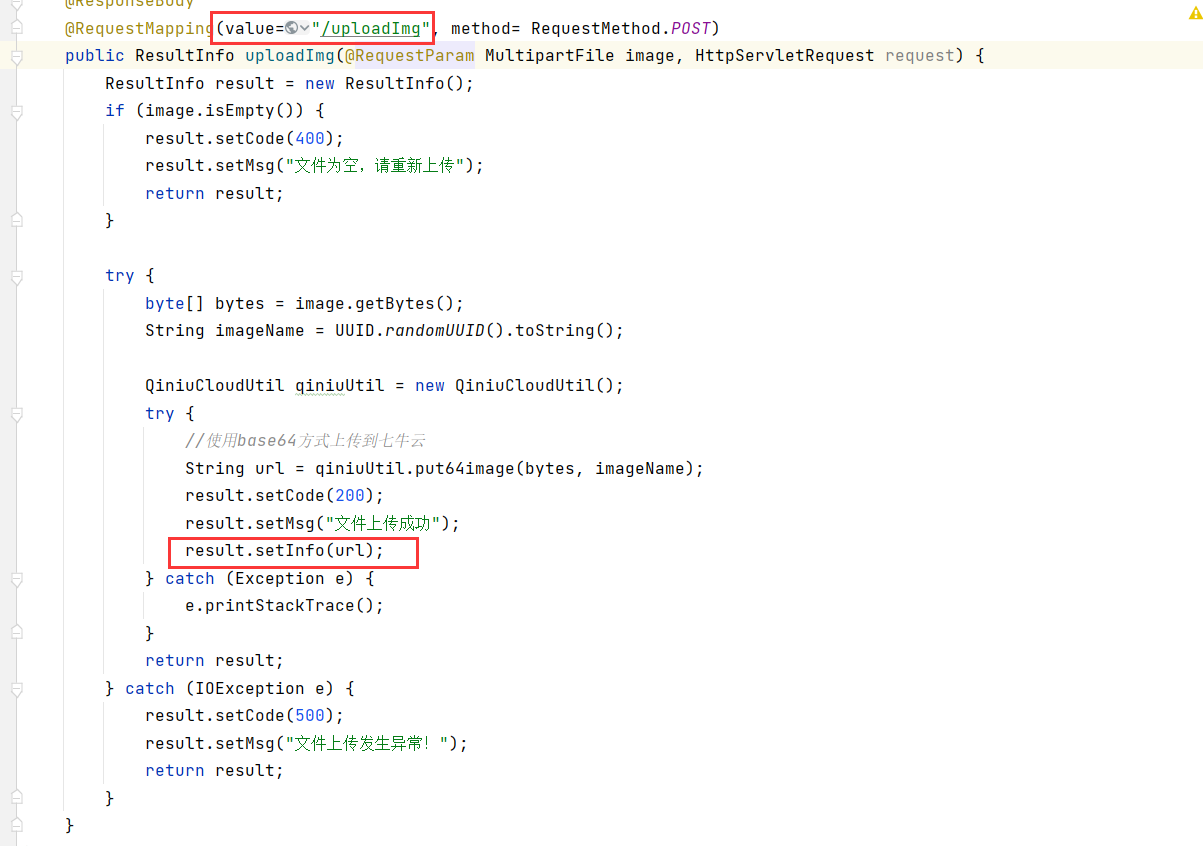 @ResponseBody
@RequestMapping(value="/uploadImg", method= RequestMethod.POST)
public ResultInfo uploadImg(@RequestParam MultipartFile image, HttpServletRequest request) {
ResultInfo result = new ResultInfo();
if (image.isEmpty()) {
result.setCode(400);
result.setMsg("文件为空，请重新上传");
return result;
}
try {
byte[] bytes = image.getBytes();
String imageName = UUID.randomUUID().toString();
QiniuCloudUtil qiniuUtil = new QiniuCloudUtil();
try {
//使用base64方式上传到七牛云
String url = qiniuUtil.put64image(bytes, imageName);
result.setCode(200);
result.setMsg("文件上传成功");
result.setInfo(url);
} catch (Exception e) {
e.printStackTrace();
}
return result;
} catch (IOException e) {
result.setCode(500);
result.setMsg("文件上传发生异常！");
return result;
}
}